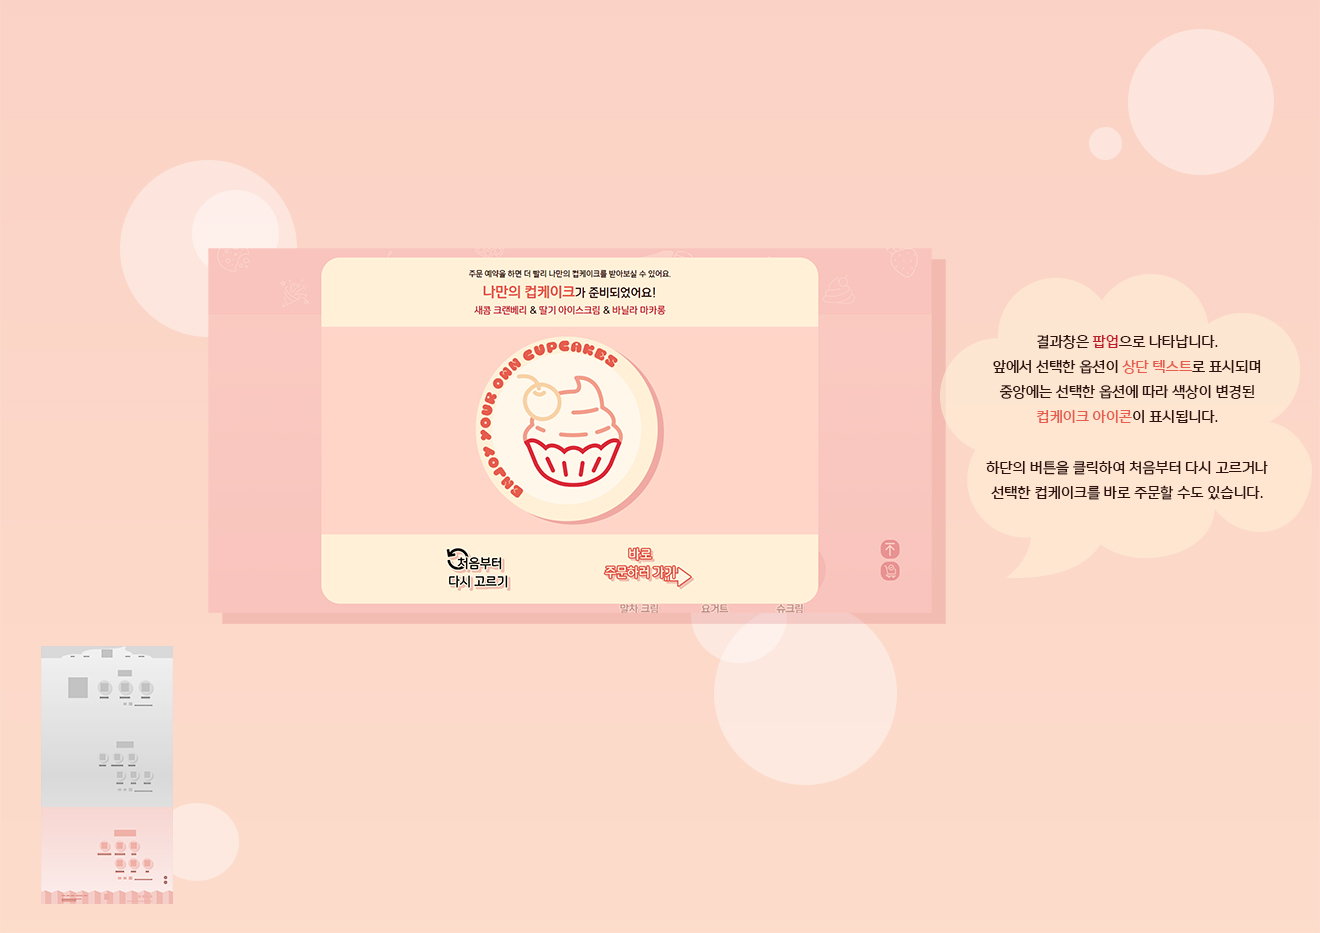 주문 예약을 하면 더 빨리 나만의 컵케이크를 받아보실 수 있어요.
나만의 컵케이크가 준비되었어요!
새콤 크랜베리 & 딸기 아이스크림 & 바닐라 마카롱
ENJOY YOUR OWN CUPCAKES
처음부터
다시 고르기
바로
주문하러 가기
말차 크림 요거트 슈크림
결과창은 팝업으로 나타납니다.
앞에서 선택한 옵션이 상단 텍스트로 표시되며
중앙에는 선택한 옵션에 따라 색상이 변경된
컵케이크 아이콘이 표시됩니다.
하단의 버튼을 클릭하여 처음부터 다시 고르거나
선택한 컵케이크를 바로 주문할 수도 있습니다.